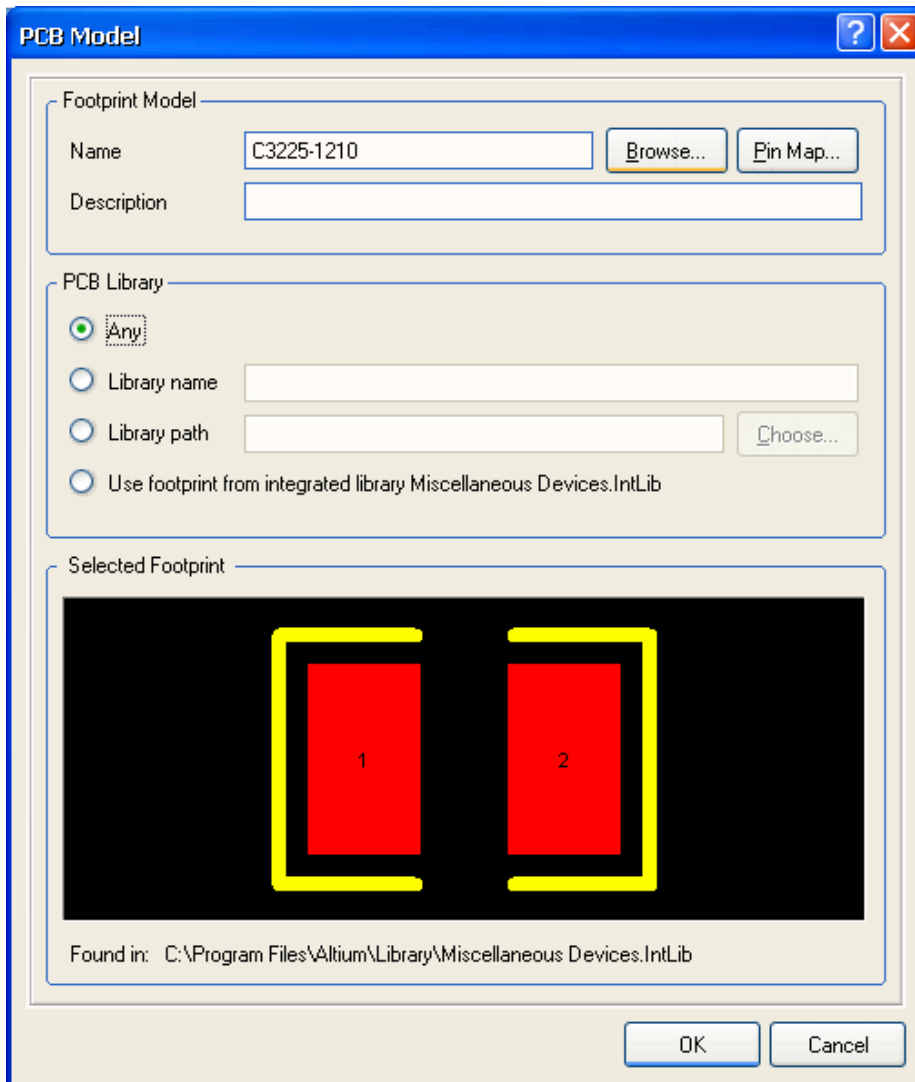 PCB Model
Footprint Model
Name C3225-1210 Browse... Pin Map...
Description
PCB Library
Any
Library name
Library path Choose...
Use footprint from integrated library Miscellaneous Devices.IntLib
Selected Footprint
1 2
Found in: C:\Program Files\Altium\Library\Miscellaneous Devices.IntLib
OK Cancel